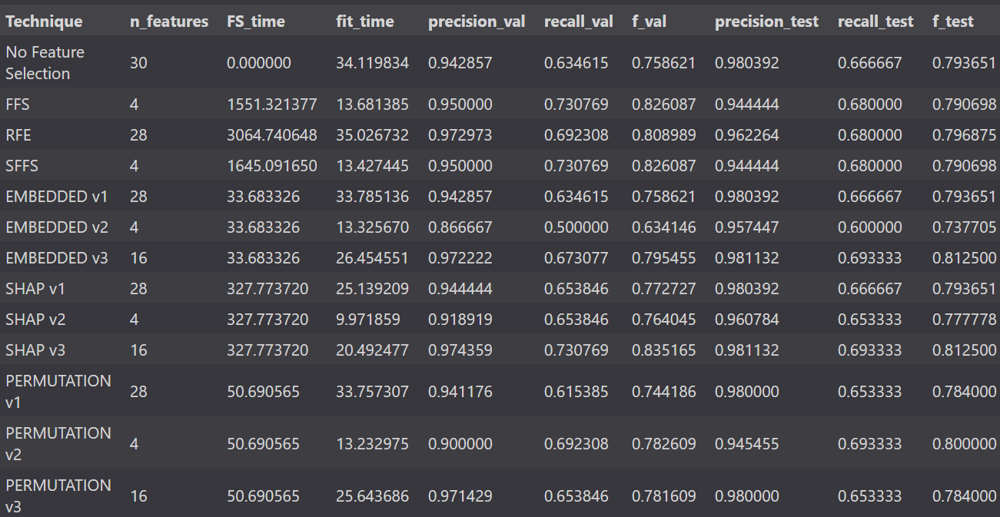 Technique n_features FS_time fit_time precision_val recall_val f_val precision_test recall_test f_test
No Feature
Selection 30 0.000000 34.119834 0.942857 0.634615 0.758621 0.980392 0.666667 0.793651
FFS 4 1551.321377 13.681385 0.950000 0.730769 0.826087 0.944444 0.680000 0.790698
RFE 28 3064.740648 35.026732 0.972973 0.692308 0.808989 0.962264 0.680000 0.796875
SFFS 4 1645.091650 13.427445 0.950000 0.730769 0.826087 0.944444 0.680000 0.790698
EMBEDDED v1 28 33.683326 33.785136 0.942857 0.634615 0.758621 0.980392 0.666667 0.793651
EMBEDDED v2 4 33.683326 13.325670 0.866667 0.500000 0.634146 0.957447 0.600000 0.737705
EMBEDDED v3 16 33.683326 26.454551 0.972222 0.673077 0.795455 0.981132 0.693333 0.812500
SHAP v1 28 327.773720 25.139209 0.944444 0.653846 0.772727 0.980392 0.666667 0.793651
SHAP v2 4 327.773720 9.971859 0.918919 0.653846 0.764045 0.960784 0.653333 0.777778
SHAP v3 16 327.773720 20.492477 0.974359 0.730769 0.835165 0.981132 0.693333 0.812500
PERMUTATION
v1 28 50.690565 33.757307 0.941176 0.615385 0.744186 0.980000 0.653333 0.784000
PERMUTATION
v2 4 50.690565 13.232975 0.900000 0.692308 0.782609 0.945455 0.693333 0.800000
PERMUTATION
v3 16 50.690565 25.643686 0.971429 0.653846 0.781609 0.980000 0.653333 0.784000